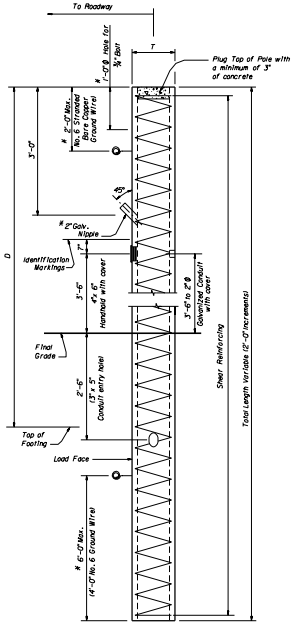 To Roadway
T
* 1'-0" Ø Hole for
¾" Bolt
Plug Top of Pole with
a minimum of 3"
of concrete
* 2'-0" Max.
No. 6 Stranded
Bare Copper
Ground Wire)
3'-0"
45°
* 2" Galv.
Nipple
Identification
Markings
7"
3'-6"
4" x 6"
Handhold with cover
3'-6" to 2" Ø
Galvanized Conduit
with cover
D
Final
Grade
2'-6"
(3" x 5"
Conduit entry hole)
Top of
Footing
Load Face
* 6'-0" Max.
(4'-0" No. 6 Ground Wire)
Shear Reinforcing
Total Length Variable (2'-0" Increments)